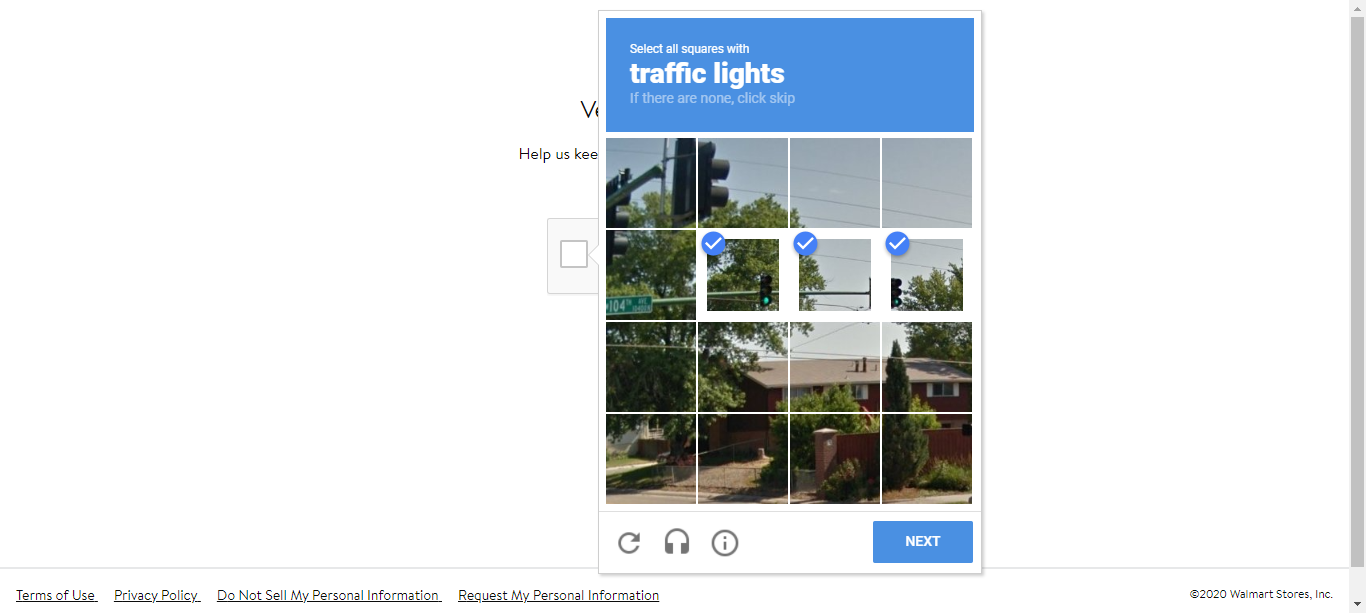 Select all squares with
traffic lights
If there are none, click skip
Ve
Help us kee
104TH AVE
NEXT
Terms of Use
Privacy Policy
Do Not Sell My Personal Information
Request My Personal Information
©2020 Walmart Stores, Inc.